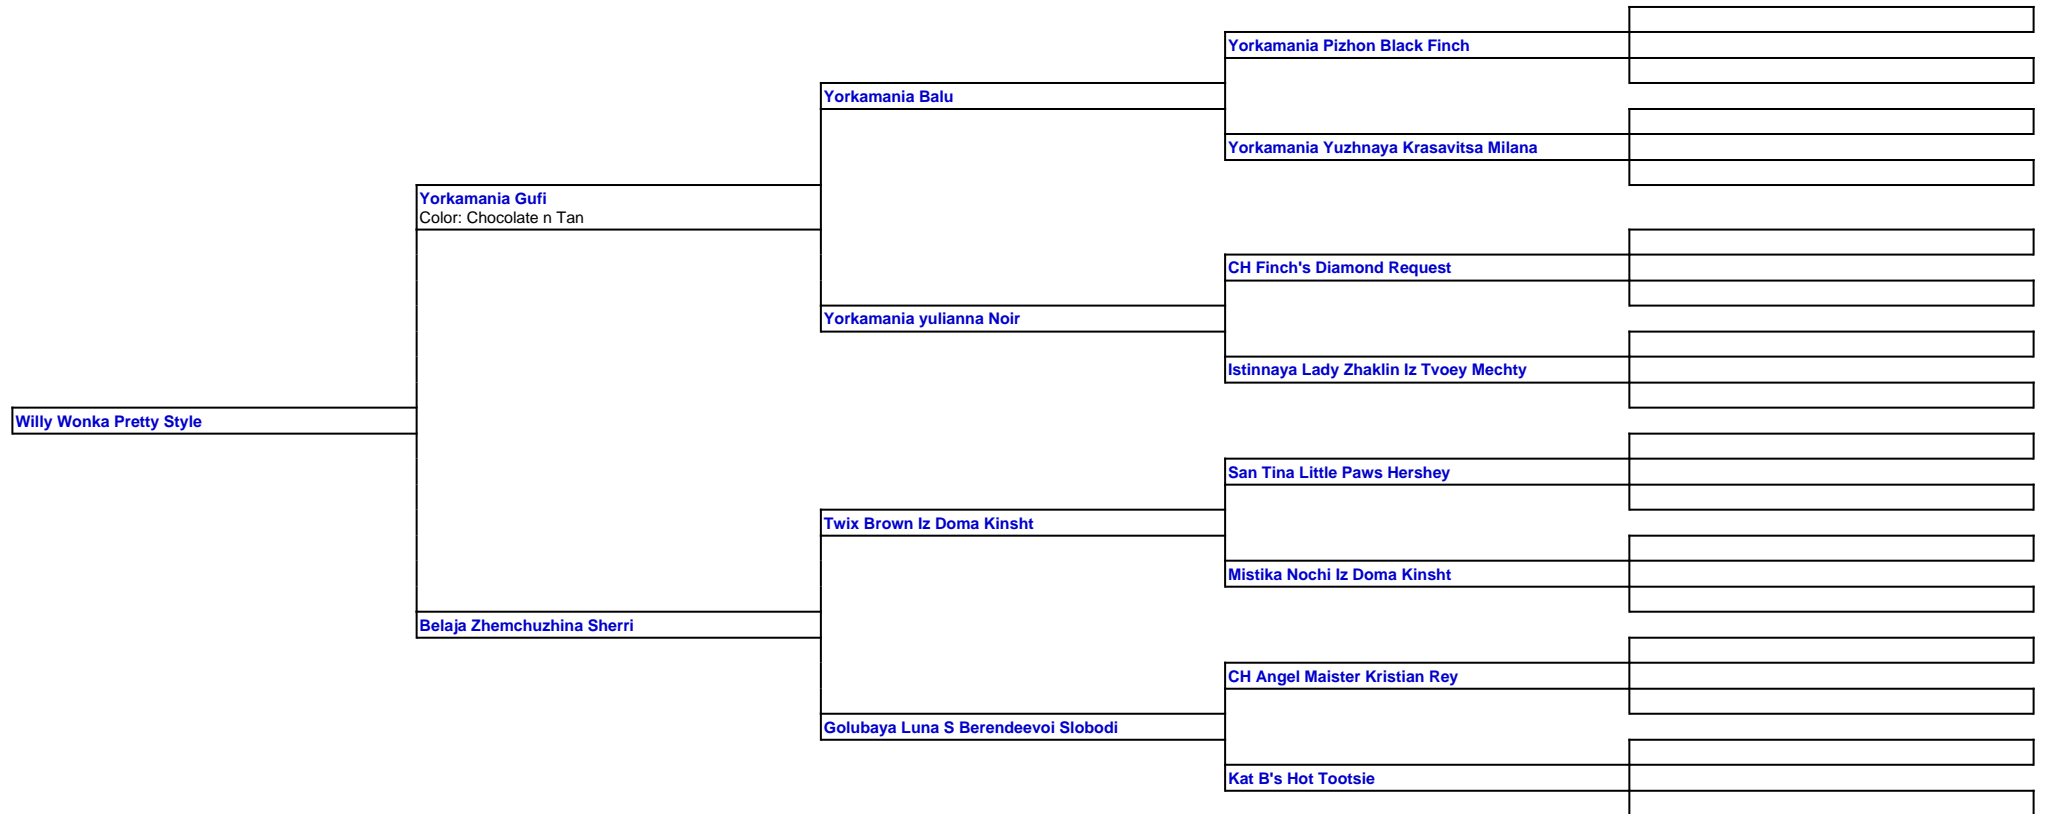 Yorkamania Pizhon Black Finch
Yorkamania Balu
Yorkamania Yuzhnaya Krasavitsa Milana
Yorkamania Gufi
Color: Chocolate n Tan
CH Finch's Diamond Request
Yorkamania yulianna Noir
Istinnaya Lady Zhaklin Iz Tvoey Mechty
Willy Wonka Pretty Style
San Tina Little Paws Hershey
Twix Brown Iz Doma Kinsht
Mistika Nochi Iz Doma Kinsht
Belaja Zhemchuzhina Sherri
CH Angel Maister Kristian Rey
Golubaya Luna S Berendeevoi Slobodi
Kat B's Hot Tootsie